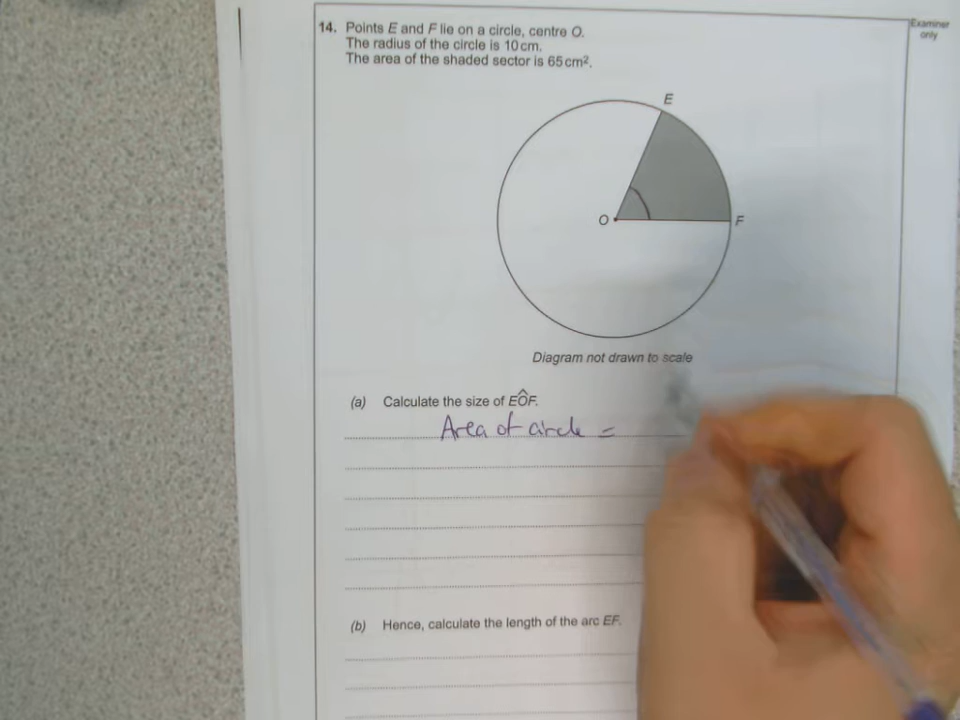 14. Points E and F lie on a circle, centre O.
The radius of the circle is 10 cm.
The area of the shaded sector is 65 cm².
Examiner
only
E
O
F
Diagram not drawn to scale
(a) Calculate the size of EÔF.
Area of circle =
(b) Hence, calculate the length of the arc EF.